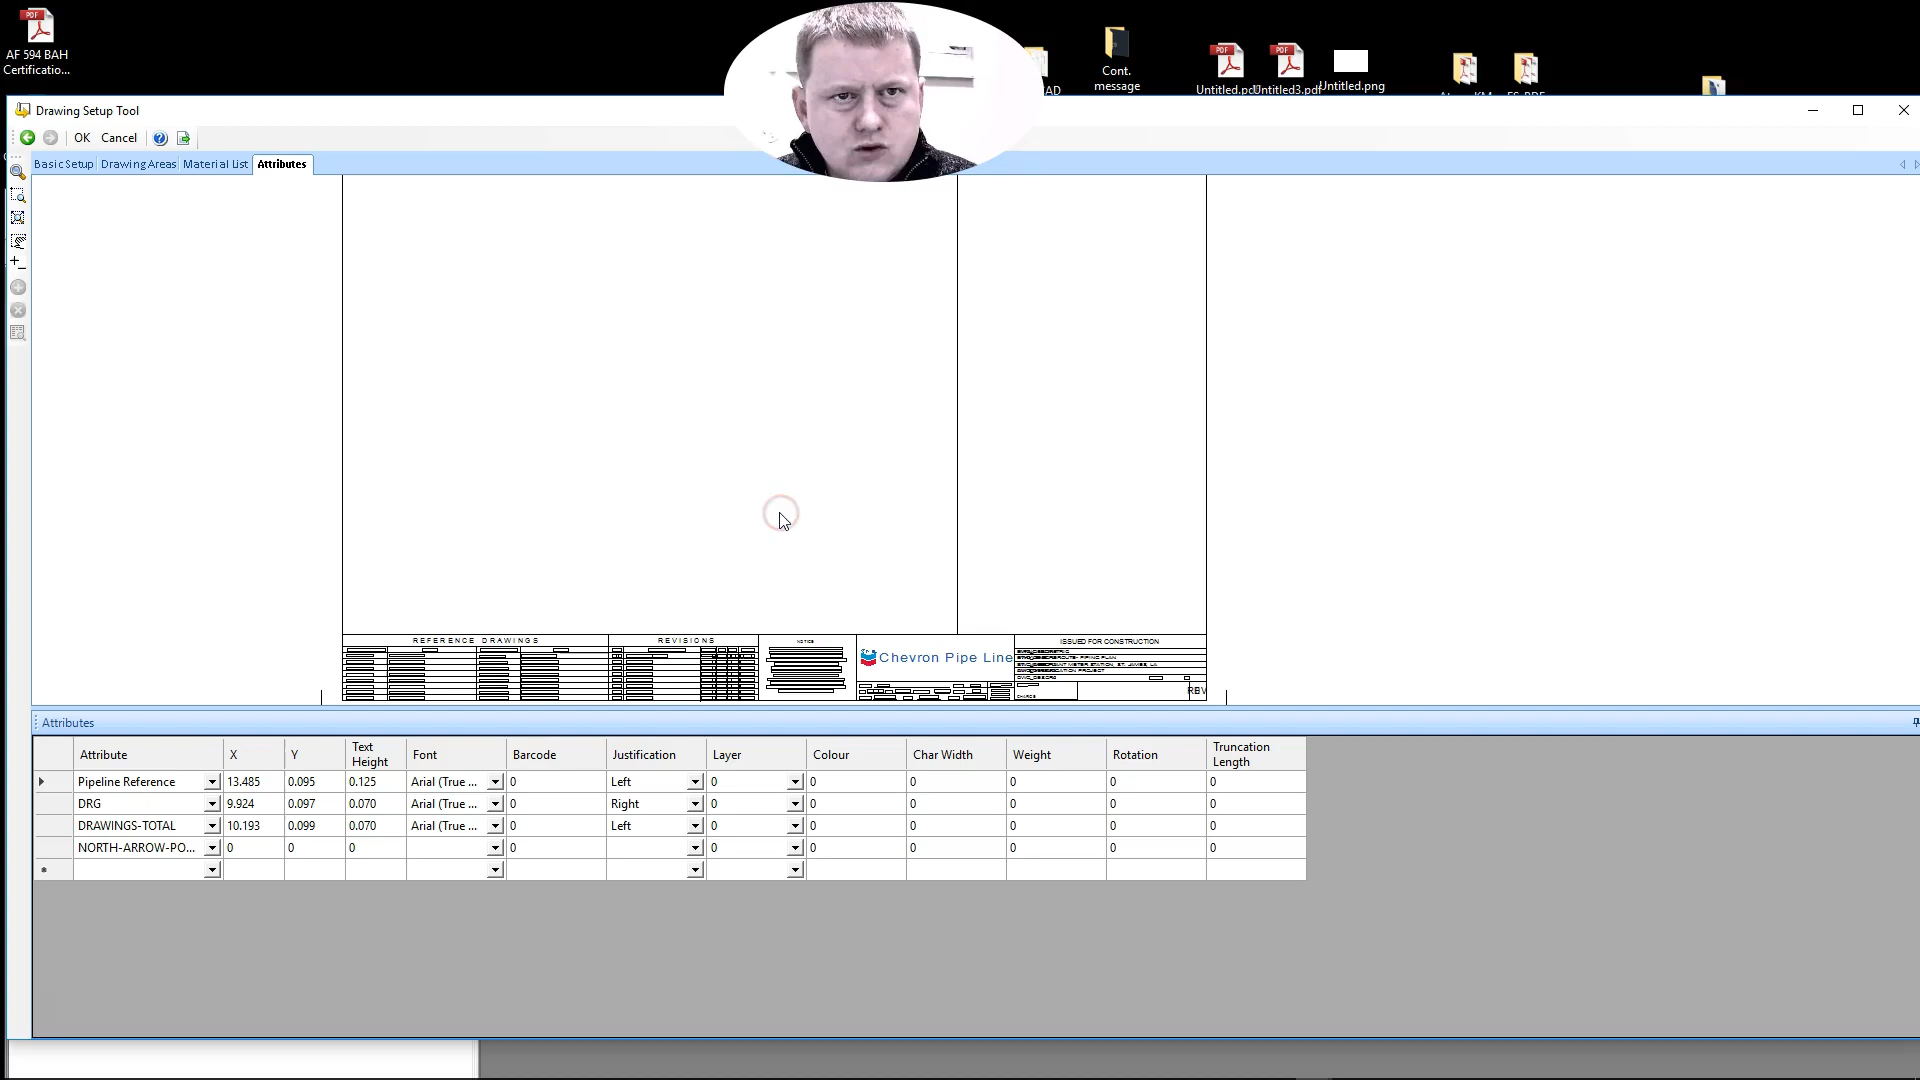 AF 594 BAH
Certificatio...
AD
Cont.
message
Untitled3.pdf
Untitled.png
Drawing Setup Tool
OK Cancel
Basic Setup Drawing Areas Material List Attributes
REFERENCE DRAWINGS
REVISIONS
NOTICE
Chevron Pipe Line
ISSUED FOR CONSTRUCTION
REV
Attributes
Attribute X Y Text Height Font Barcode Justification Layer Colour Char Width Weight Rotation Truncation Length
Pipeline Reference 13.485 0.095 0.125 Arial (True ... 0 Left 0 0 0 0 0 0
DRG 9.924 0.097 0.070 Arial (True ... 0 Right 0 0 0 0 0 0
DRAWINGS-TOTAL 10.193 0.099 0.070 Arial (True ... 0 Left 0 0 0 0 0 0
NORTH-ARROW-PO... 0 0 0 0 0 0 0 0 0 0